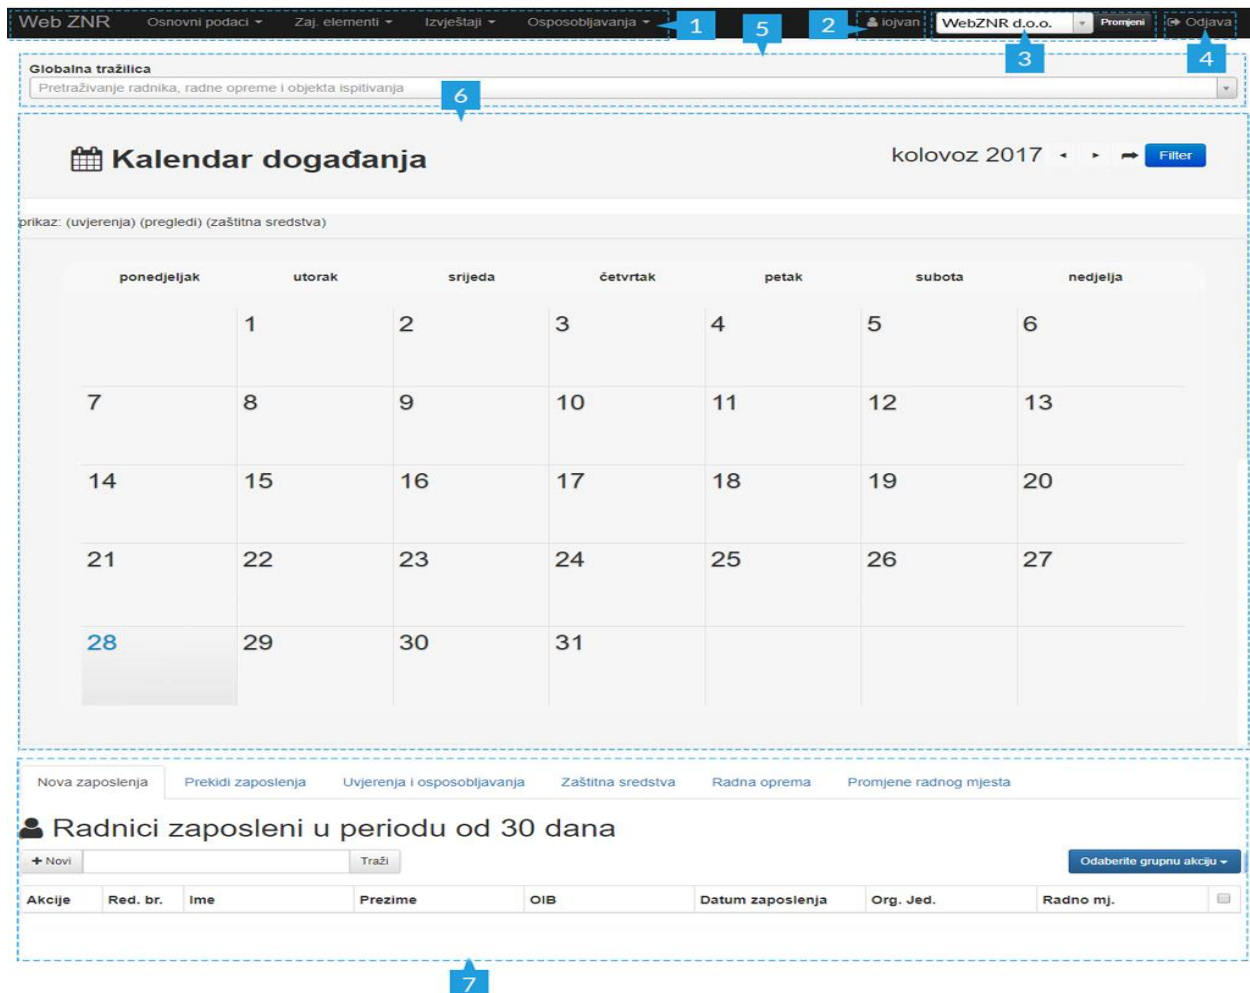 Web ZNR Osnovni podaci Zaj. elementi Izvještaji Osposobljavanja 1 2 iojvan WebZNR d.o.o. Promjeni Odjava
5 3 4
Globalna tražilica
Pretraživanje radnika, radne opreme i objekta ispitivanja
6
Kalendar događanja kolovoz 2017 Filter
prikaz: (uvjerenja) (pregledi) (zaštitna sredstva)
ponedjeljak utorak srijeda četvrtak petak subota nedjelja
1 2 3 4 5 6
7 8 9 10 11 12 13
14 15 16 17 18 19 20
21 22 23 24 25 26 27
28 29 30 31
Nova zaposlenja Prekidi zaposlenja Uvjerenja i osposobljavanja Zaštitna sredstva Radna oprema Promjene radnog mjesta
Radnici zaposleni u periodu od 30 dana
+ Novi Traži Odaberite grupnu akciju
Akcije Red. br. Ime Prezime OIB Datum zaposlenja Org. Jed. Radno mj.
7